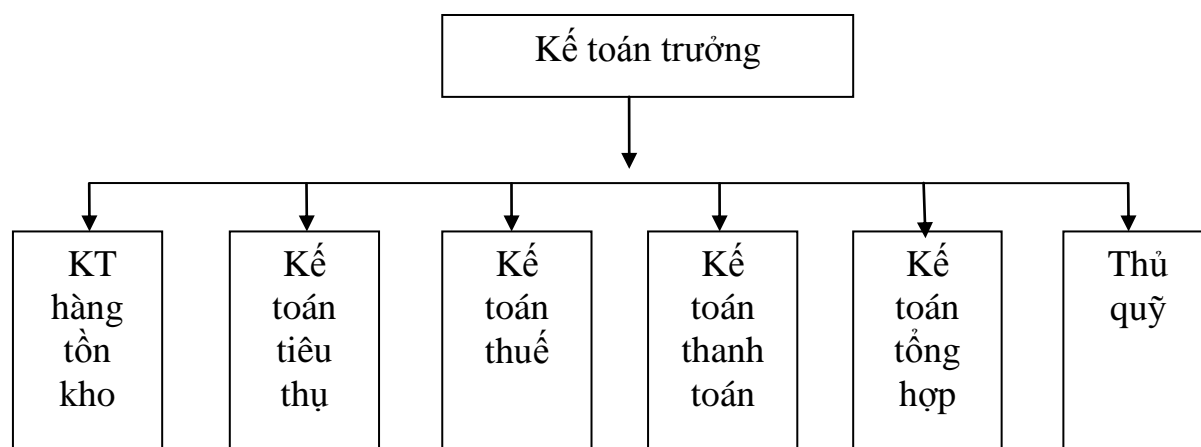 Kế toán trưởng
KT
hàng
tồn
kho
Kế
toán
tiêu
thụ
Kế
toán
thuế
Kế
toán
thanh
toán
Kế
toán
tổng
hợp
Thủ
quỹ